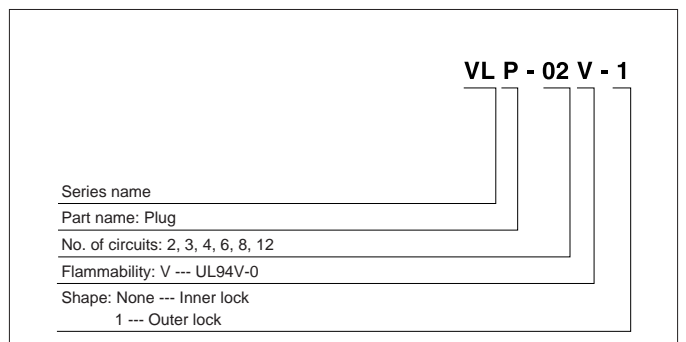 VL P - 02 V - 1
Series name
Part name: Plug
No. of circuits: 2, 3, 4, 6, 8, 12
Flammability: V --- UL94V-0
Shape: None --- Inner lock
1 --- Outer lock